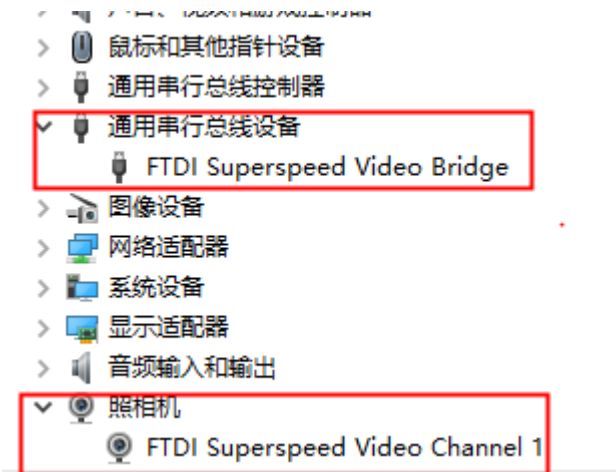 鼠标和其他指针设备
通用串行总线控制器
通用串行总线设备
FTDI Superspeed Video Bridge
图像设备
网络适配器
系统设备
显示适配器
音频输入和输出
照相机
FTDI Superspeed Video Channel 1